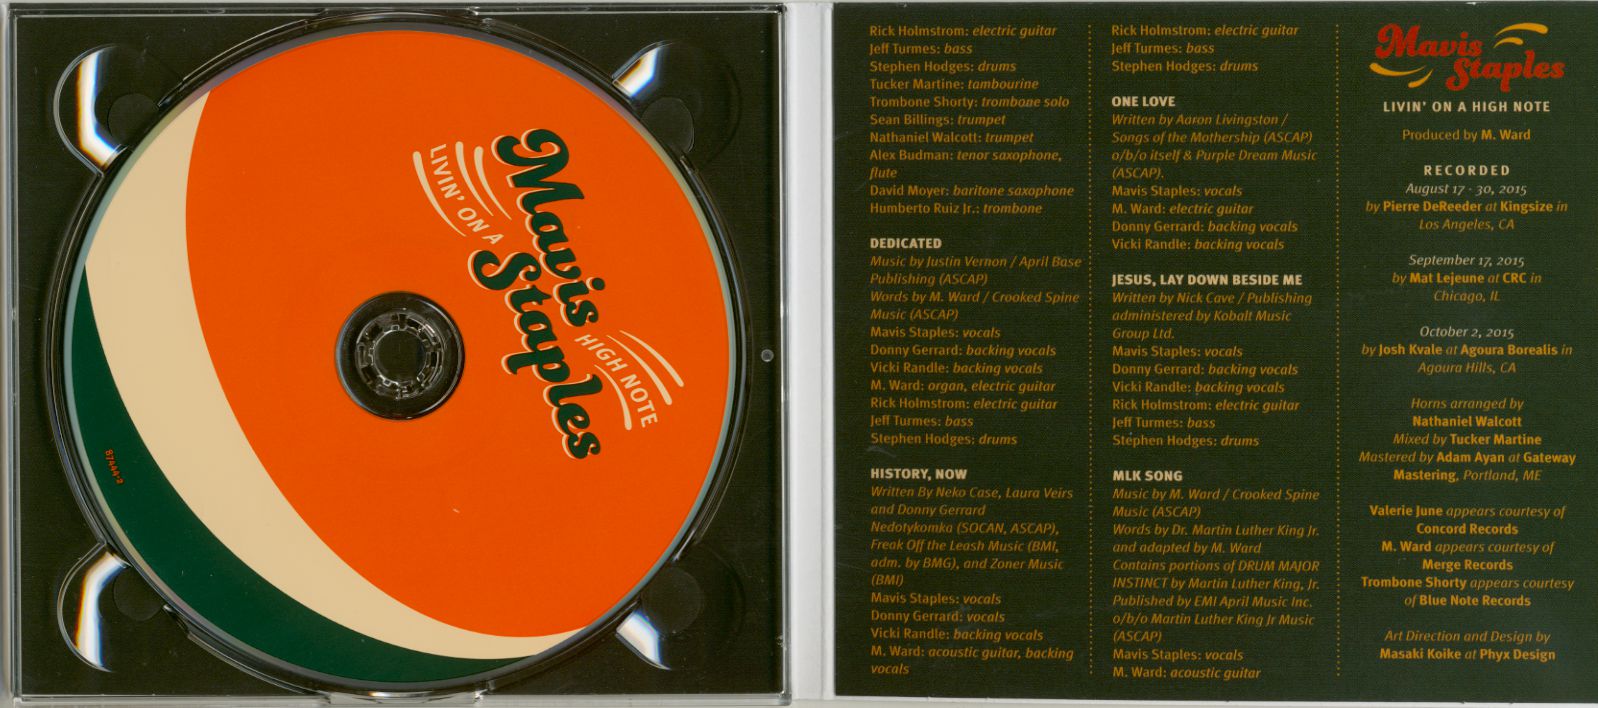 Mavis
Staples
LIVIN' ON A
HIGH NOTE
87444-2
Rick Holmstrom: electric guitar
Jeff Turmes: bass
Stephen Hodges: drums
Tucker Martine: tambourine
Trombone Shorty: trombone solo
Sean Billings: trumpet
Nathaniel Walcott: trumpet
Alex Budman: tenor saxophone,
flute
David Moyer: baritone saxophone
Humberto Ruiz Jr.: trombone
DEDICATED
Music by Justin Vernon / April Base
Publishing (ASCAP)
Words by M. Ward / Crooked Spine
Music (ASCAP)
Mavis Staples: vocals
Donny Gerrard: backing vocals
Vicki Randle: backing vocals
M. Ward: organ, electric guitar
Rick Holmstrom: electric guitar
Jeff Turmes: bass
Stephen Hodges: drums
HISTORY, NOW
Written By Neko Case, Laura Veirs
and Donny Gerrard
Nedotykomka (SOCAN, ASCAP),
Freak Off the Leash Music (BMI,
adm. by BMG), and Zoner Music
(BMI)
Mavis Staples: vocals
Donny Gerrard: vocals
Vicki Randle: backing vocals
M. Ward: acoustic guitar, backing
vocals
Rick Holmstrom: electric guitar
Jeff Turmes: bass
Stephen Hodges: drums
ONE LOVE
Written by Aaron Livingston /
Songs of the Mothership (ASCAP)
o/b/o itself & Purple Dream Music
(ASCAP).
Mavis Staples: vocals
M. Ward: electric guitar
Donny Gerrard: backing vocals
Vicki Randle: backing vocals
JESUS, LAY DOWN BESIDE ME
Written by Nick Cave / Publishing
administered by Kobalt Music
Group Ltd.
Mavis Staples: vocals
Donny Gerrard: backing vocals
Vicki Randle: backing vocals
Rick Holmstrom: electric guitar
Jeff Turmes: bass
Stephen Hodges: drums
MLK SONG
Music by M. Ward / Crooked Spine
Music (ASCAP)
Words by Dr. Martin Luther King Jr.
and adapted by M. Ward
Contains portions of DRUM MAJOR
INSTINCT by Martin Luther King, Jr.
Published by EMI April Music Inc.
o/b/o Martin Luther King Jr Music
(ASCAP)
Mavis Staples: vocals
M. Ward: acoustic guitar
Mavis
Staples
LIVIN' ON A HIGH NOTE
Produced by M. Ward
RECORDED
August 17 - 30, 2015
by Pierre DeReeder at Kingsize in
Los Angeles, CA
September 17, 2015
by Mat Lejeune at CRC in
Chicago, IL
October 2, 2015
by Josh Kvale at Agoura Borealis in
Agoura Hills, CA
Horns arranged by
Nathaniel Walcott
Mixed by Tucker Martine
Mastered by Adam Ayan at Gateway
Mastering, Portland, ME
Valerie June appears courtesy of
Concord Records
M. Ward appears courtesy of
Merge Records
Trombone Shorty appears courtesy
of Blue Note Records
Art Direction and Design by
Masaki Koike at Phyx Design